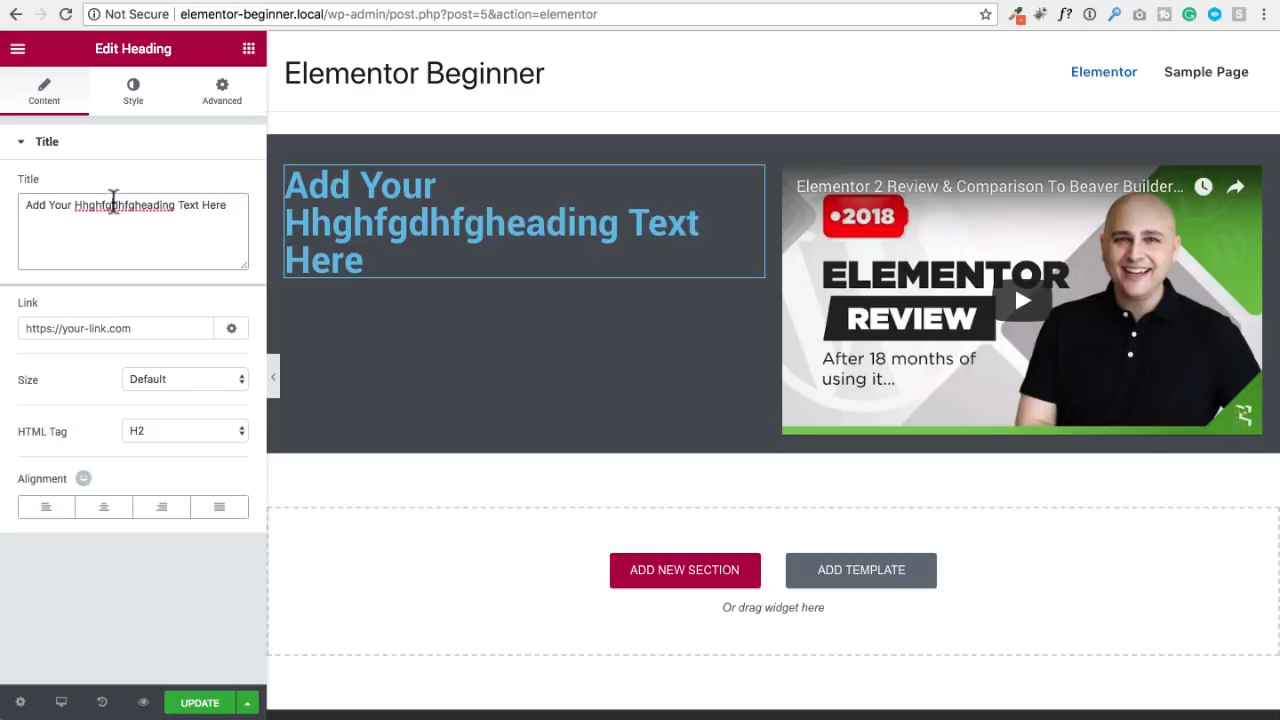 Not Secure
elementor-beginner.local/wp-admin/post.php?post=5&action=elementor
Edit Heading
Content
Style
Advanced
Title
Title
Add Your Hhghfgdhfgheading Text Here
Link
https://your-link.com
Size
Default
HTML Tag
H2
Alignment
UPDATE
Elementor Beginner
Elementor
Sample Page
Add Your
Hhghfgdhfgheading Text
Here
Elementor 2 Review & Comparison To Beaver Builder...
2018
ELEMENTOR
REVIEW
After 18 months of
using it...
ADD NEW SECTION
ADD TEMPLATE
Or drag widget here